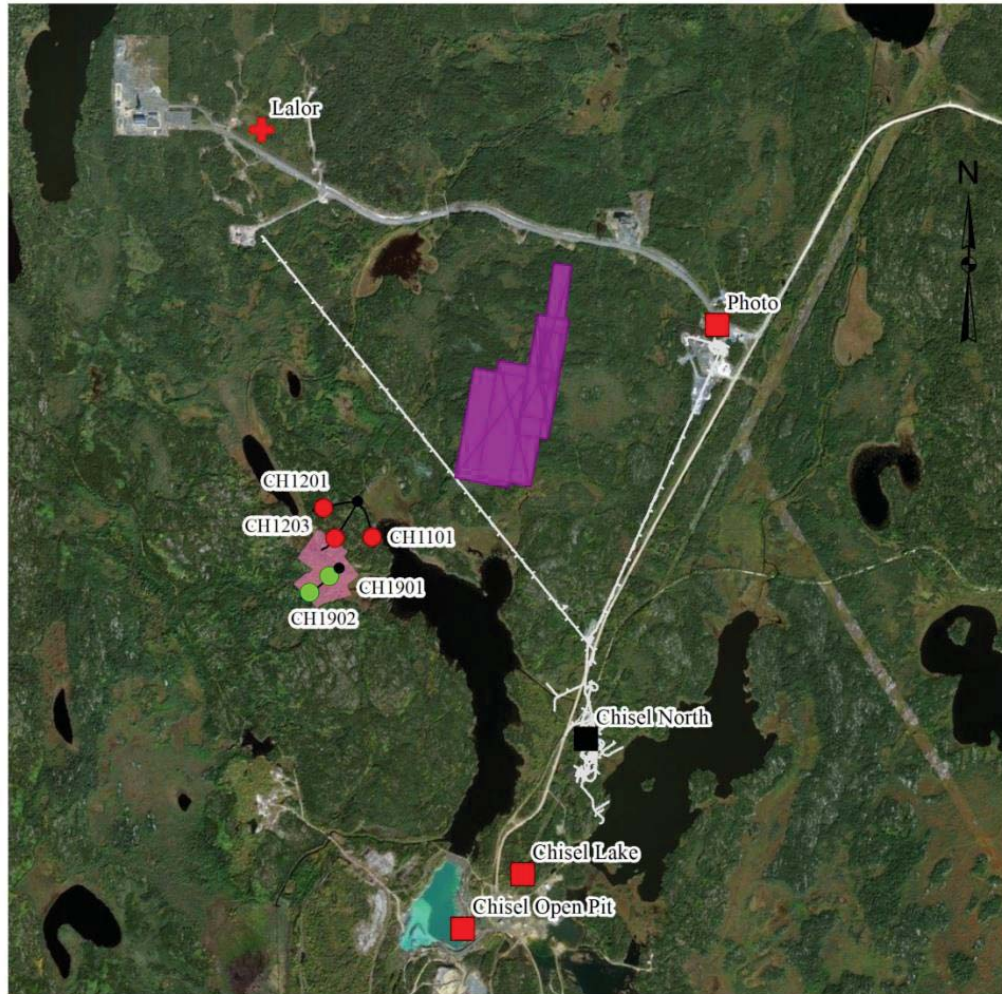 Lalor
N
Photo
CH1201
CH1203
CH1101
CH1901
CH1902
Chisel North
Chisel Lake
Chisel Open Pit